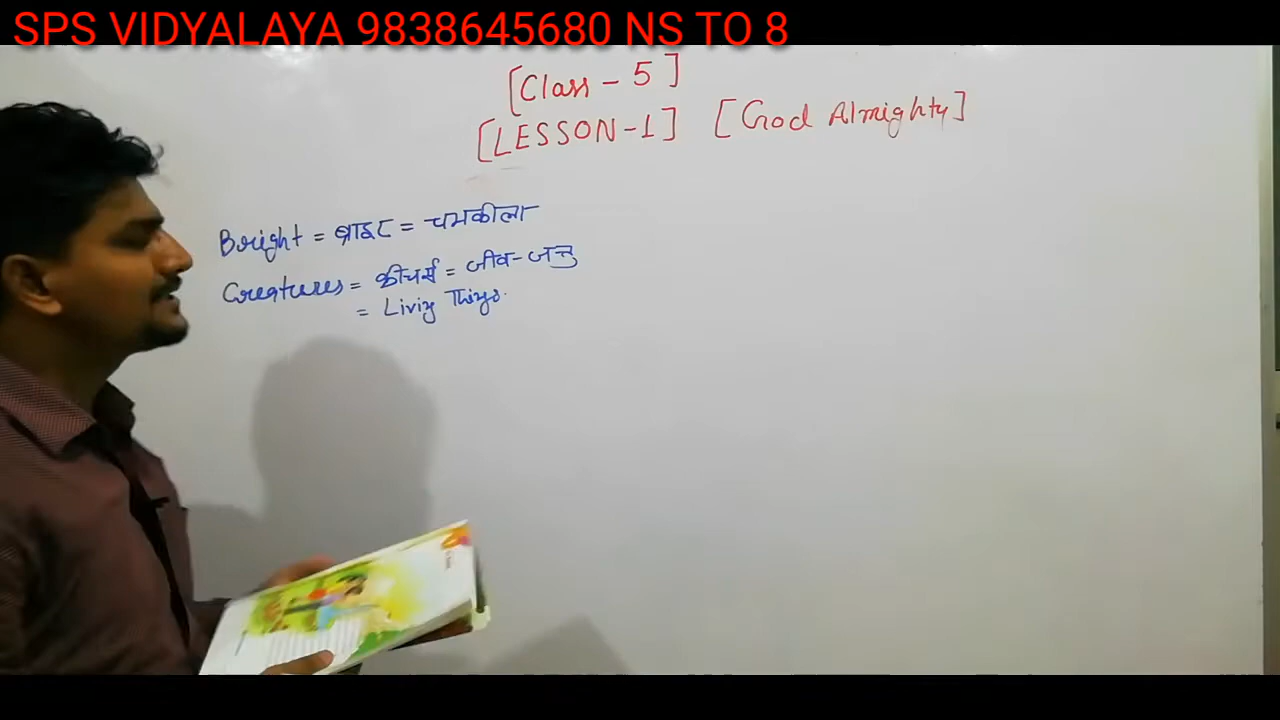 SPS VIDYALAYA 9838645680 NS TO 8
[Class - 5]
[LESSON-1] [God Almighty]
Bright = ब्राइट = चमकीला
Creatures = क्रीचर्स = जीव-जन्तु
= Living Things.